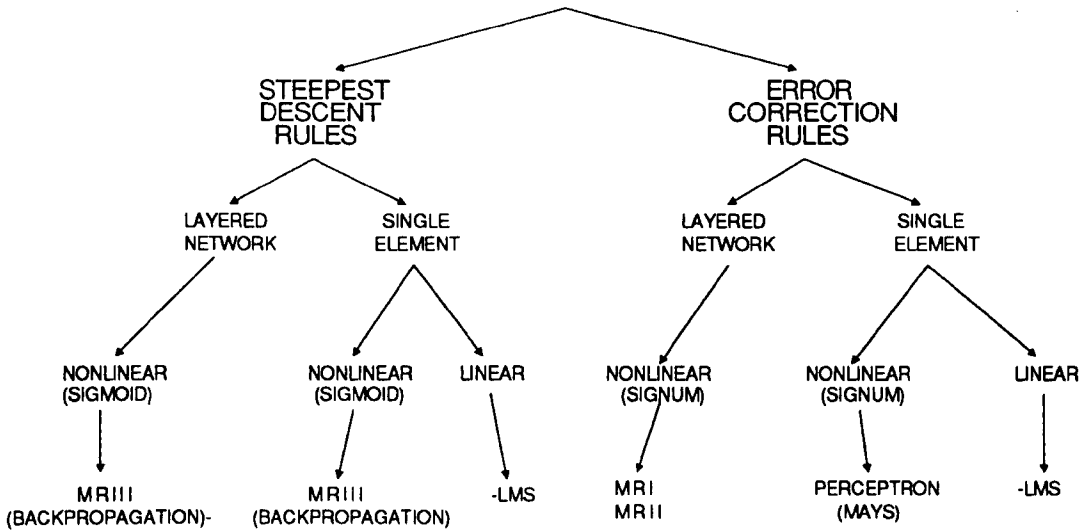 STEEPEST
DESCENT
RULES
ERROR
CORRECTION
RULES
LAYERED
NETWORK
SINGLE
ELEMENT
LAYERED
NETWORK
SINGLE
ELEMENT
NONLINEAR
(SIGMOID)
NONLINEAR
(SIGMOID)
LINEAR
NONLINEAR
(SIGNUM)
NONLINEAR
(SIGNUM)
LINEAR
MRIII
(BACKPROPAGATION)-
MRIII
(BACKPROPAGATION)
-LMS
MRI
MRII
PERCEPTRON
(MAYS)
-LMS